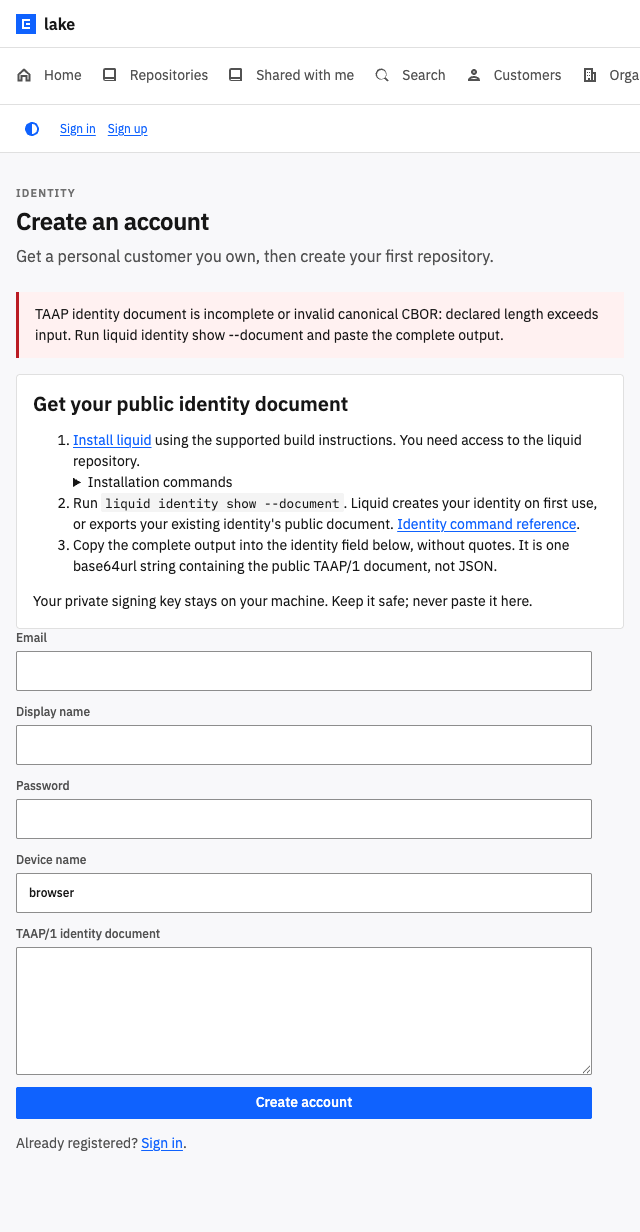 lake
Home Repositories Shared with me Search Customers Orga
Sign in Sign up
IDENTITY
Create an account
Get a personal customer you own, then create your first repository.
TAAP identity document is incomplete or invalid canonical CBOR: declared length exceeds
input. Run liquid identity show --document and paste the complete output.
Get your public identity document
1. Install liquid using the supported build instructions. You need access to the liquid
repository.
Installation commands
2. Run liquid identity show --document. Liquid creates your identity on first use,
or exports your existing identity's public document. Identity command reference.
3. Copy the complete output into the identity field below, without quotes. It is one
base64url string containing the public TAAP/1 document, not JSON.
Your private signing key stays on your machine. Keep it safe; never paste it here.
Email
Display name
Password
Device name
browser
TAAP/1 identity document
Create account
Already registered? Sign in.